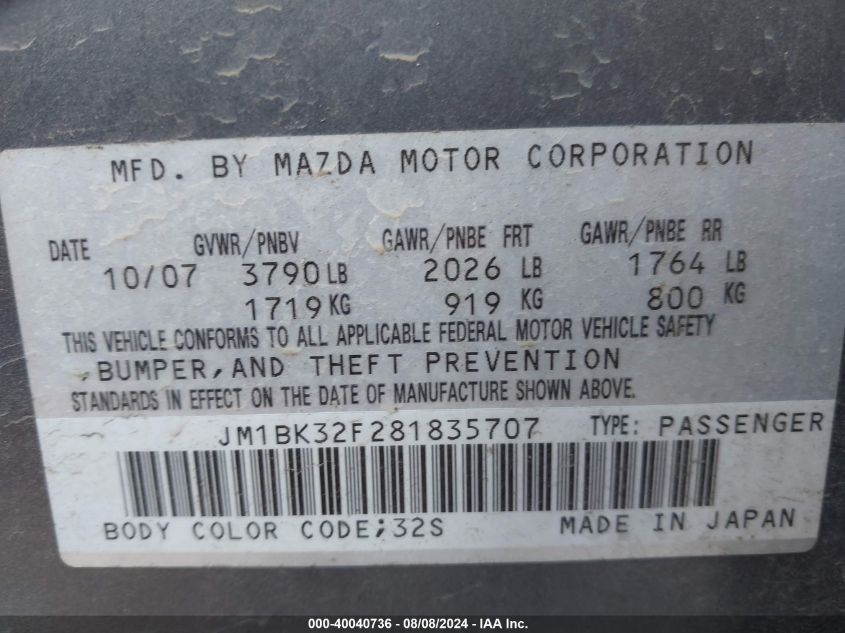 MFD. BY MAZDA MOTOR CORPORATION
DATE GVWR/PNBV GAWR/PNBE FRT GAWR/PNBE RR
10/07 3790 LB 2026 LB 1764 LB
1719 KG 919 KG 800 KG
THIS VEHICLE CONFORMS TO ALL APPLICABLE FEDERAL MOTOR VEHICLE SAFETY
,BUMPER,AND THEFT PREVENTION
STANDARDS IN EFFECT ON THE DATE OF MANUFACTURE SHOWN ABOVE.
JM1BK32F281835707 TYPE: PASSENGER
BODY COLOR CODE;32S MADE IN JAPAN
000-40040736 - 08/08/2024 - IAA Inc.